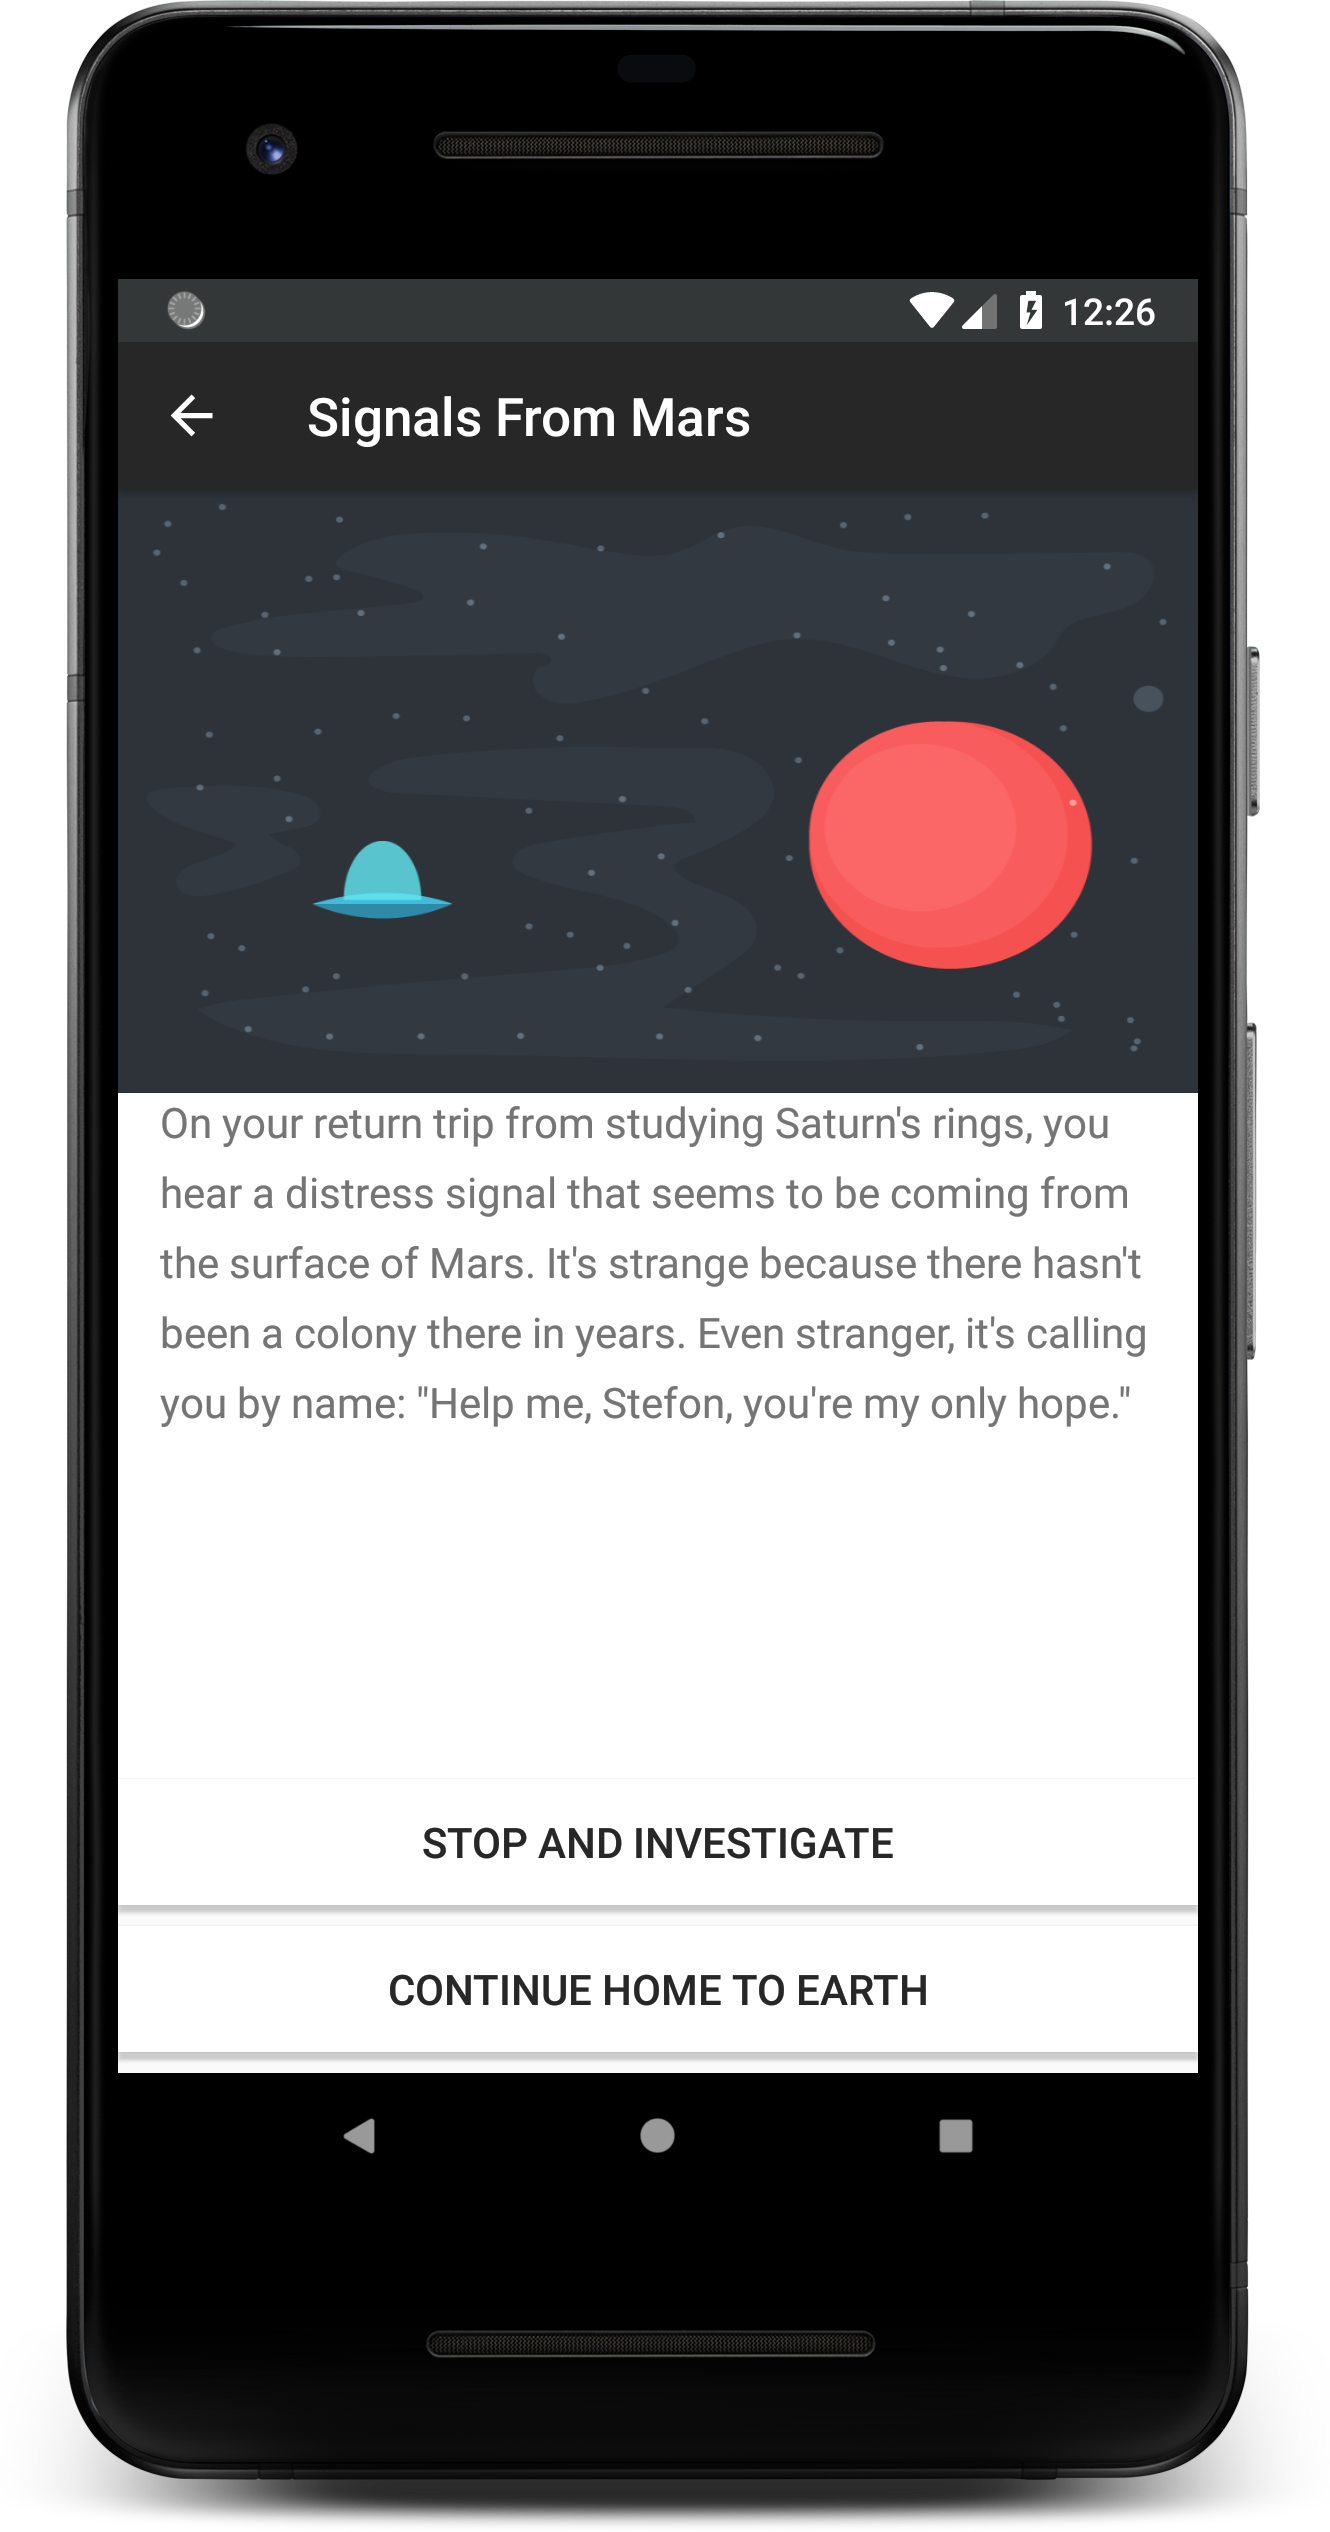 12:26
Signals From Mars
On your return trip from studying Saturn's rings, you
hear a distress signal that seems to be coming from
the surface of Mars. It's strange because there hasn't
been a colony there in years. Even stranger, it's calling
you by name: "Help me, Stefon, you're my only hope."
STOP AND INVESTIGATE
CONTINUE HOME TO EARTH